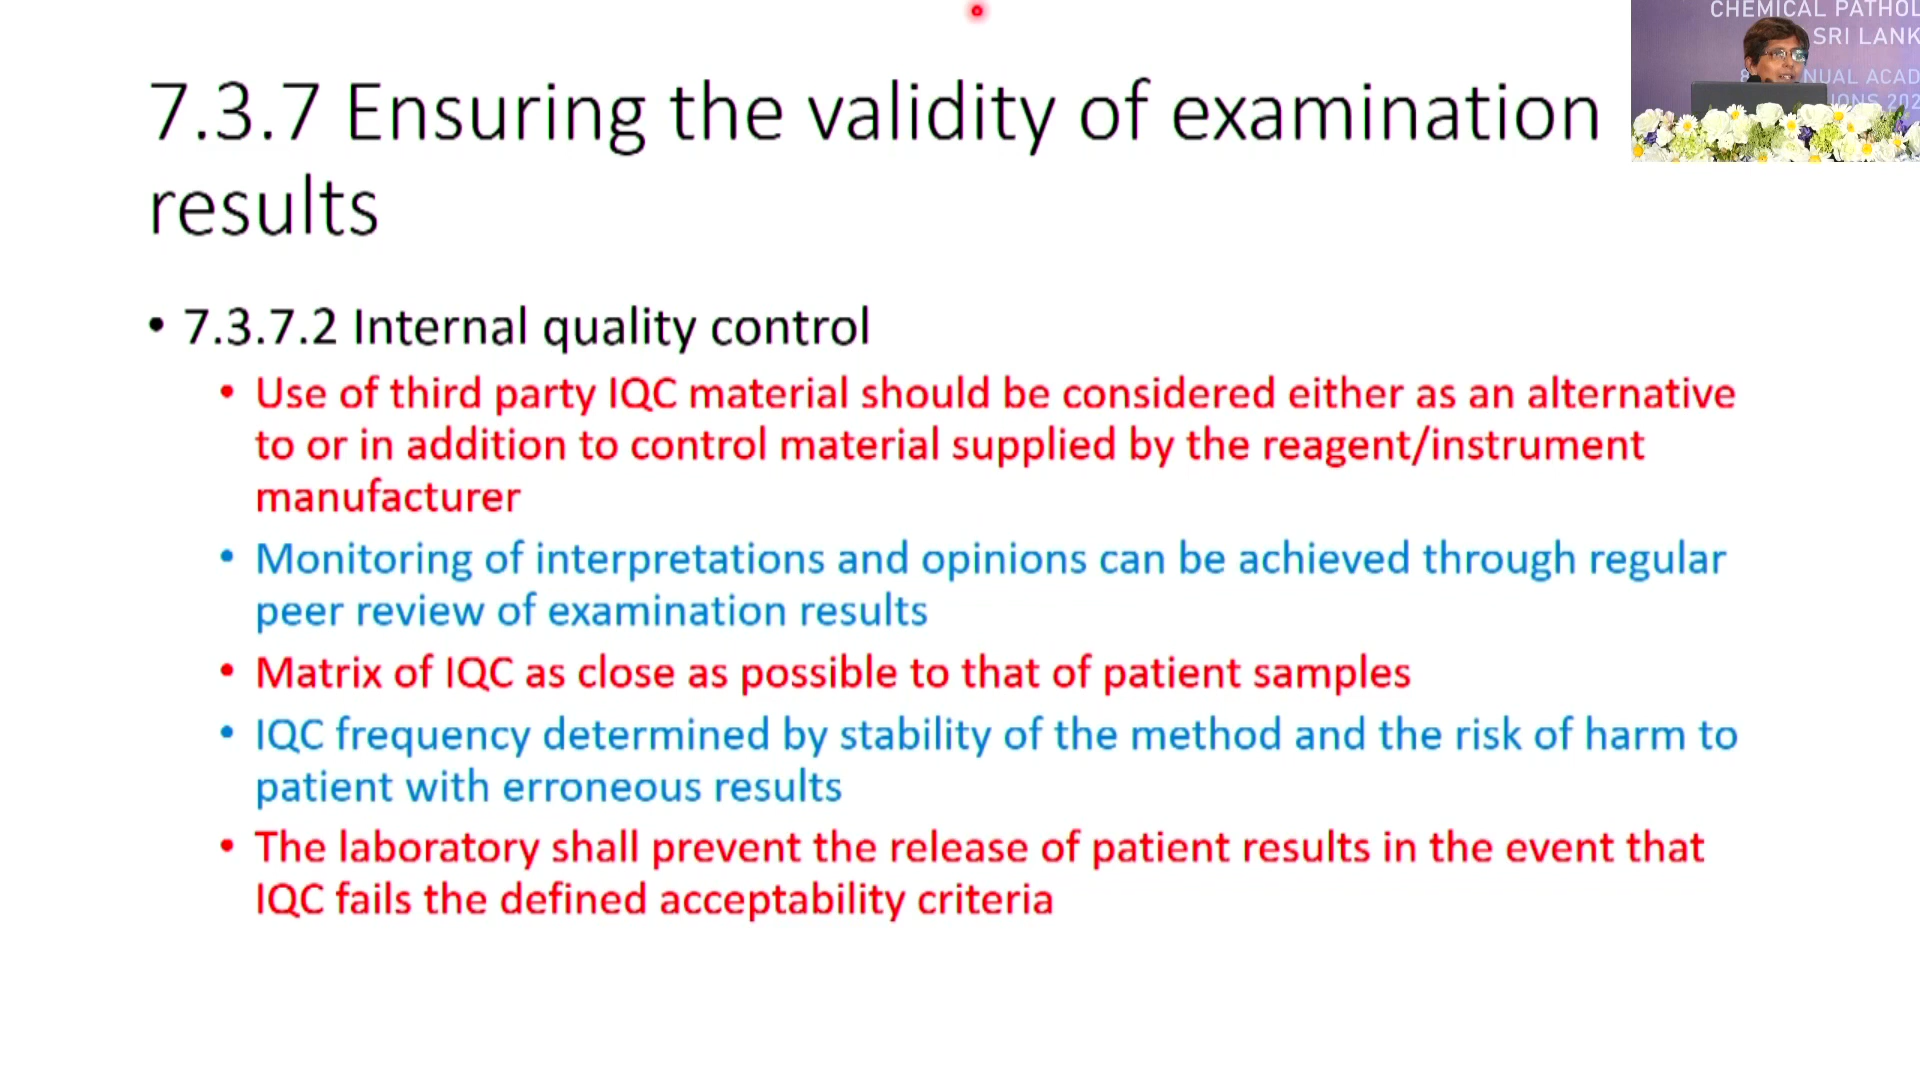 CHEMICAL PATHOL
SRI LANK
NUAL ACAD
IONS 202
7.3.7 Ensuring the validity of examination
results
• 7.3.7.2 Internal quality control
• Use of third party IQC material should be considered either as an alternative
to or in addition to control material supplied by the reagent/instrument
manufacturer
• Monitoring of interpretations and opinions can be achieved through regular
peer review of examination results
• Matrix of IQC as close as possible to that of patient samples
• IQC frequency determined by stability of the method and the risk of harm to
patient with erroneous results
• The laboratory shall prevent the release of patient results in the event that
IQC fails the defined acceptability criteria